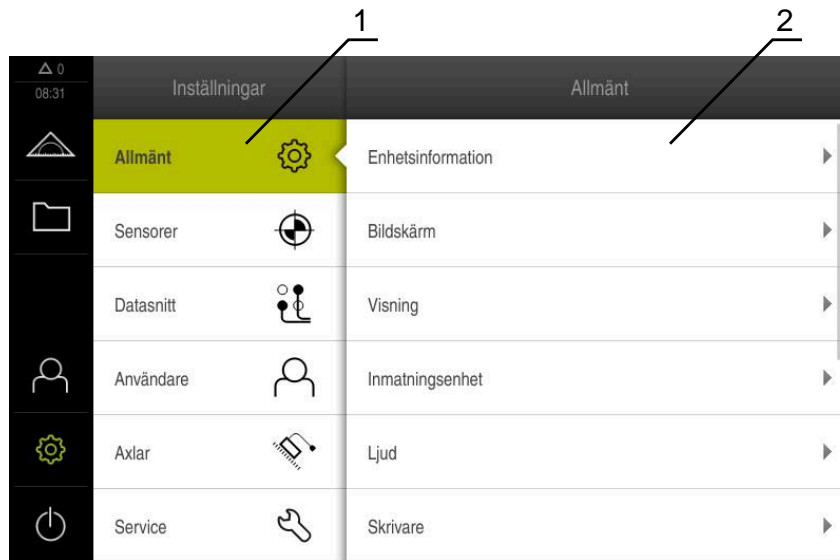 1
2
0
08:31
Inställningar
Allmänt
Allmänt
Sensorer
Datasnitt
Användare
Axlar
Service
Enhetsinformation
Bildskärm
Visning
Inmatningsenhet
Ljud
Skrivare